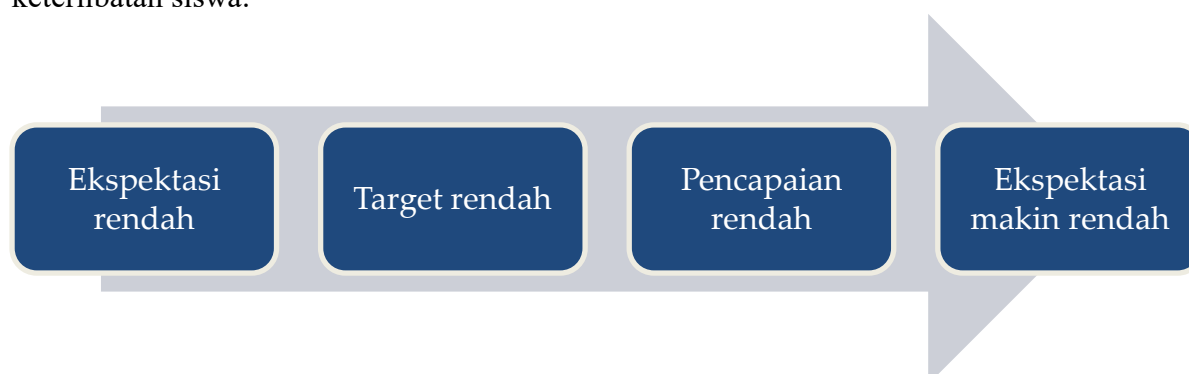 keterlibatan siswa.
Ekspektasi
rendah
Target rendah
Pencapaian
rendah
Ekspektasi
makin rendah